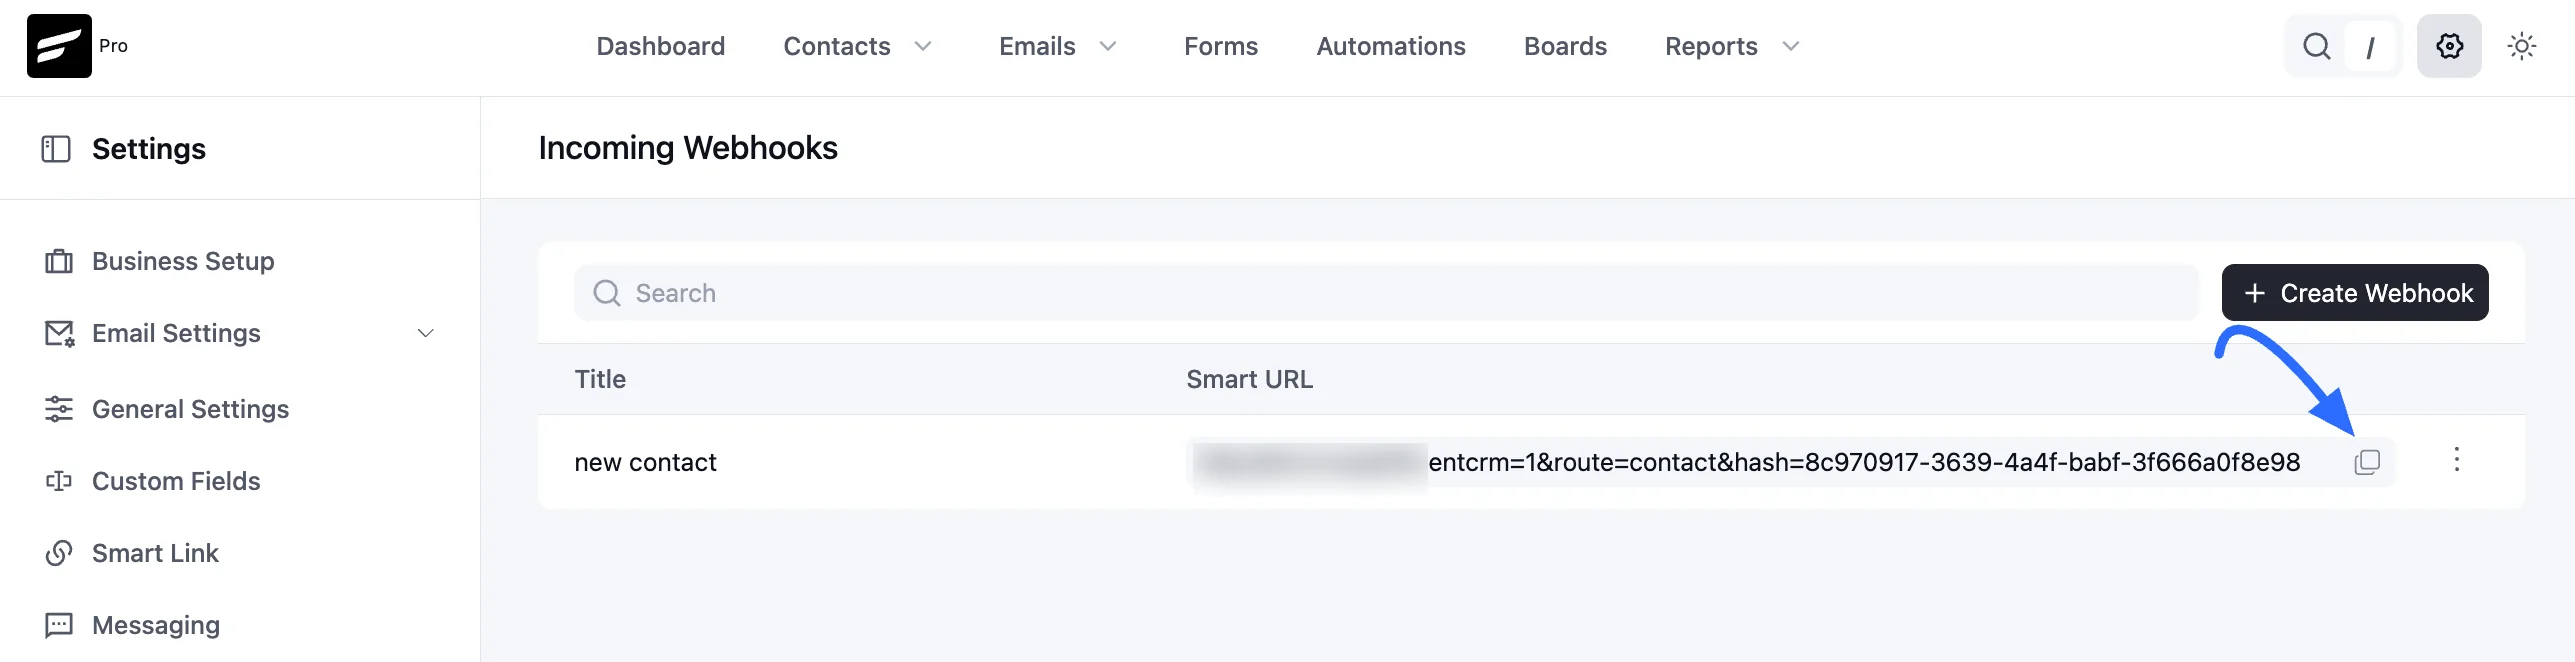 Pro
Dashboard Contacts Emails Forms Automations Boards Reports /
Settings
Incoming Webhooks
Business Setup
Email Settings
General Settings
Custom Fields
Smart Link
Messaging
Search
+ Create Webhook
Title Smart URL
new contact entcrm=1&route=contact&hash=8c970917-3639-4a4f-babf-3f666a0f8e98